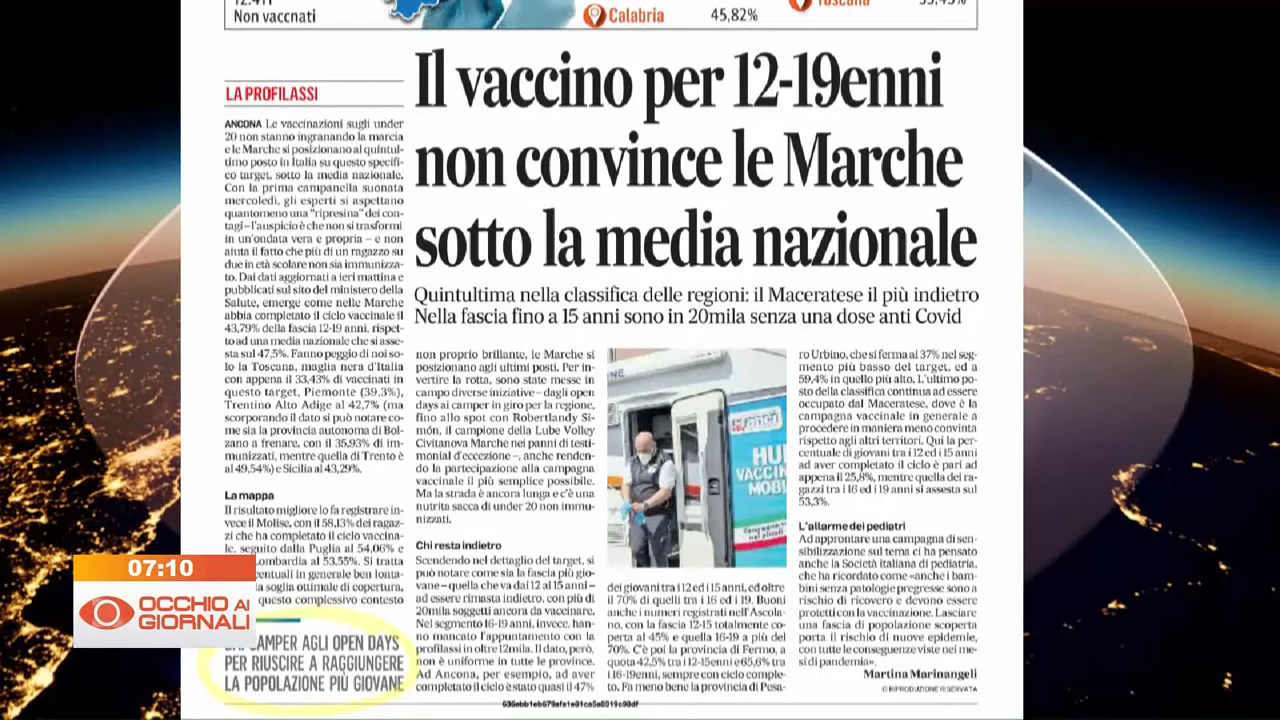 Non vaccnati
Calabria 45,82%
LA PROFILASSI
Il vaccino per 12-19enni
non convince le Marche
sotto la media nazionale
Quintultima nella classifica delle regioni: il Maceratese il più indietro
Nella fascia fino a 15 anni sono in 20mila senza una dose anti Covid
ANCONA Le vaccinazioni sugli under
20 non stanno ingranando la marcia
e le Marche si posizionano al quintul-
timo posto in Italia su questo specifi-
co target, sotto la media nazionale.
Con la prima campanella suonata
mercoledì, gli esperti si aspettano
quantomeno una "ripresina" dei con-
tagi – l'auspicio è che non si trasformi
in un'ondata vera e propria – e non
aiuta il fatto che più di un ragazzo su
due in età scolare non sia immunizza-
to. Dai dati aggiornati a ieri mattina e
pubblicati sul sito del ministero della
Salute, emerge come nelle Marche
abbia completato il ciclo vaccinale il
43,79% della fascia 12-19 anni, rispet-
to ad una media nazionale che si asse-
sta sul 47,5%. Fanno peggio di noi so-
lo la Toscana, maglia nera d'Italia
con appena il 33,43% di vaccinati in
questo target, Piemonte (39,3%),
Trentino Alto Adige al 42,7% (ma
scorporando il dato si può notare co-
me sia la provincia autonoma di Bol-
zano a frenare, con il 35,93% di im-
munizzati, mentre quella di Trento è
al 49,54%) e Sicilia al 43,29%.
La mappa
Il risultato migliore lo fa registrare in-
vece il Molise, con il 58,13% dei ragaz-
zi che ha completato il ciclo vaccina-
le, seguito dalla Puglia al 54,06% e
Lombardia al 53,55%. Si tratta
centuali in generale ben lonta-
soglia ottimale di copertura,
questo complessivo contesto
CAMPER AGLI OPEN DAYS
PER RIUSCIRE A RAGGIUNGERE
LA POPOLAZIONE PIÙ GIOVANE
non proprio brillante, le Marche si
posizionano agli ultimi posti. Per in-
vertire la rotta, sono state messe in
campo diverse iniziative – dagli open
days ai camper in giro per la regione,
fino allo spot con Robertlandy Si-
món, il campione della Lube Volley
Civitanova Marche nei panni di testi-
monial d'eccezione –, anche renden-
do la partecipazione alla campagna
vaccinale il più semplice possibile.
Ma la strada è ancora lunga e c'è una
nutrita sacca di under 20 non immu-
nizzati.
Chi resta indietro
Scendendo nel dettaglio del target, si
può notare come sia la fascia più gio-
vane – quella che va dai 12 ai 15 anni –
ad essere rimasta indietro, con più di
20mila soggetti ancora da vaccinare.
Nel segmento 16-19 anni, invece, han-
no mancato l'appuntamento con la
profilassi in oltre 12mila. Il dato, però,
non è uniforme in tutte le province.
Ad Ancona, per esempio, ad aver
completato il ciclo è stato quasi il 47%
HU
VACCIN
MOBI
dei giovani tra i 12 ed i 15 anni, ed oltre
il 70% di quelli tra i 16 ed i 19. Buoni
anche i numeri registrati nell'Ascola-
no, con la fascia 12-15 totalmente co-
perta al 45% e quella 16-19 a più del
70%. C'è poi la provincia di Fermo, a
quota 42,5% tra i 12-15enni e 65,6% tra
i 16-19enni, sempre con ciclo comple-
to. Fa meno bene la provincia di Pesa-
ro Urbino, che si ferma al 37% nel seg-
mento più basso del target, ed a
59,4% in quello più alto. L'ultimo po-
sto della classifica continua ad essere
occupato dal Maceratese, dove è la
campagna vaccinale in generale a
procedere in maniera meno convinta
rispetto agli altri territori. Qui la per-
centuale di giovani tra i 12 ed i 15 anni
ad aver completato il ciclo è pari ad
appena il 25,8%, mentre quella dei ra-
gazzi tra i 16 ed i 19 anni si assesta sul
53,3%.
L'allarme dei pediatri
Ad approntare una campagna di sen-
sibilizzazione sul tema ci ha pensato
anche la Società italiana di pediatria,
che ha ricordato come «anche i bam-
bini senza patologie pregresse sono a
rischio di ricovero e devono essere
protetti con la vaccinazione. Lasciare
una fascia di popolazione scoperta
porta il rischio di nuove epidemie,
con tutte le conseguenze viste nei me-
si di pandemia».
Martina Marinangeli
© RIPRODUZIONE RISERVATA
07:10
OCCHIO AI
GIORNALI